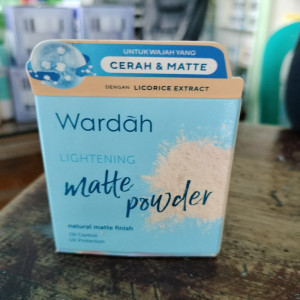 UNTUK WAJAH YANG
CERAH & MATTE
DENGAN LICORICE EXTRACT
Wardah
LIGHTENING
matte
powder
natural matte finish
Oil Control
UV Protection